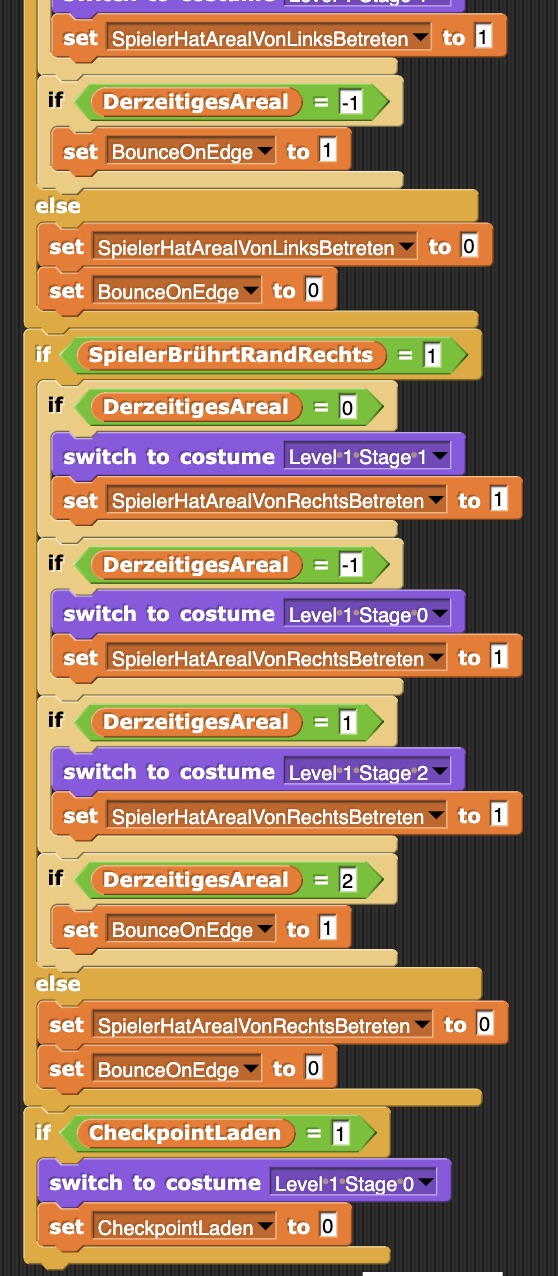 set SpielerHatArealVonLinksBetreten to 1
if DerzeitigesAreal = -1
set BounceOnEdge to 1
else
set SpielerHatArealVonLinksBetreten to 0
set BounceOnEdge to 0
if SpielerBrührtRandRechts = 1
if DerzeitigesAreal = 0
switch to costume Level·1·Stage·1
set SpielerHatArealVonRechtsBetreten to 1
if DerzeitigesAreal = -1
switch to costume Level·1·Stage·0
set SpielerHatArealVonRechtsBetreten to 1
if DerzeitigesAreal = 1
switch to costume Level·1·Stage·2
set SpielerHatArealVonRechtsBetreten to 1
if DerzeitigesAreal = 2
set BounceOnEdge to 1
else
set SpielerHatArealVonRechtsBetreten to 0
set BounceOnEdge to 0
if CheckpointLaden = 1
switch to costume Level·1·Stage·0
set CheckpointLaden to 0